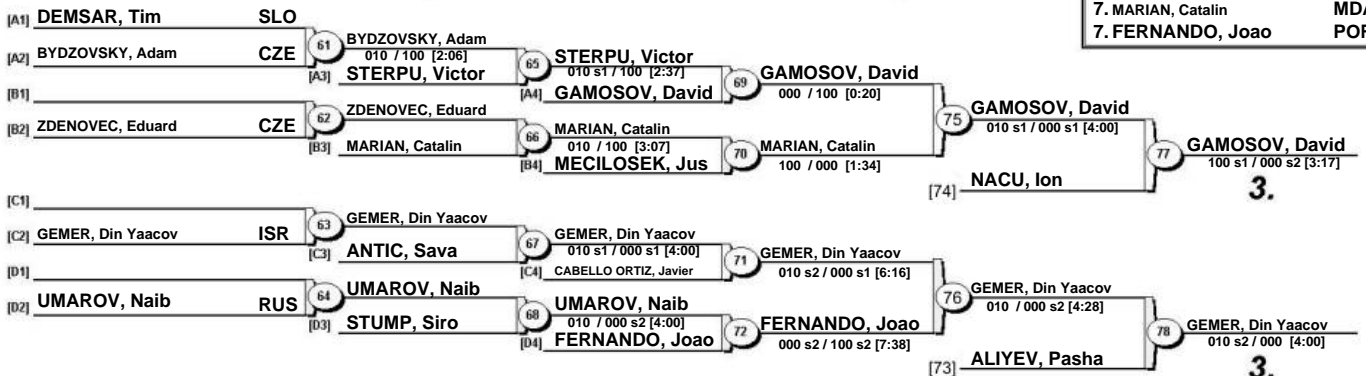 7. MARIAN, Catalin MDA
7. FERNANDO, Joao POR
[A1] DEMSAR, Tim SLO
61
BYDZOVSKY, Adam
010 / 100 [2:06]
[A2] BYDZOVSKY, Adam CZE
[A3] STERPU, Victor
65
STERPU, Victor
010 s1 / 100 [2:37]
[A4] GAMOSOV, David
69
GAMOSOV, David
000 / 100 [0:20]
[B1]
62
ZDENOVEC, Eduard
[B2] ZDENOVEC, Eduard CZE
[B3] MARIAN, Catalin
66
MARIAN, Catalin
010 / 100 [3:07]
[B4] MECILOSEK, Jus
70
MARIAN, Catalin
100 / 000 [1:34]
75
GAMOSOV, David
010 s1 / 000 s1 [4:00]
[74] NACU, Ion
77
GAMOSOV, David
100 s1 / 000 s2 [3:17]
3.
[C1]
63
GEMER, Din Yaacov
[C2] GEMER, Din Yaacov ISR
[C3] ANTIC, Sava
67
GEMER, Din Yaacov
010 s1 / 000 s1 [4:00]
[C4] CABELLO ORTIZ, Javier
71
GEMER, Din Yaacov
010 s2 / 000 s1 [6:16]
[D1]
64
UMAROV, Naib
[D2] UMAROV, Naib RUS
[D3] STUMP, Siro
68
UMAROV, Naib
010 / 000 s2 [4:00]
[D4] FERNANDO, Joao
72
FERNANDO, Joao
000 s2 / 100 s2 [7:38]
76
GEMER, Din Yaacov
010 / 000 s2 [4:28]
[73] ALIYEV, Pasha
78
GEMER, Din Yaacov
010 s2 / 000 [4:00]
3.